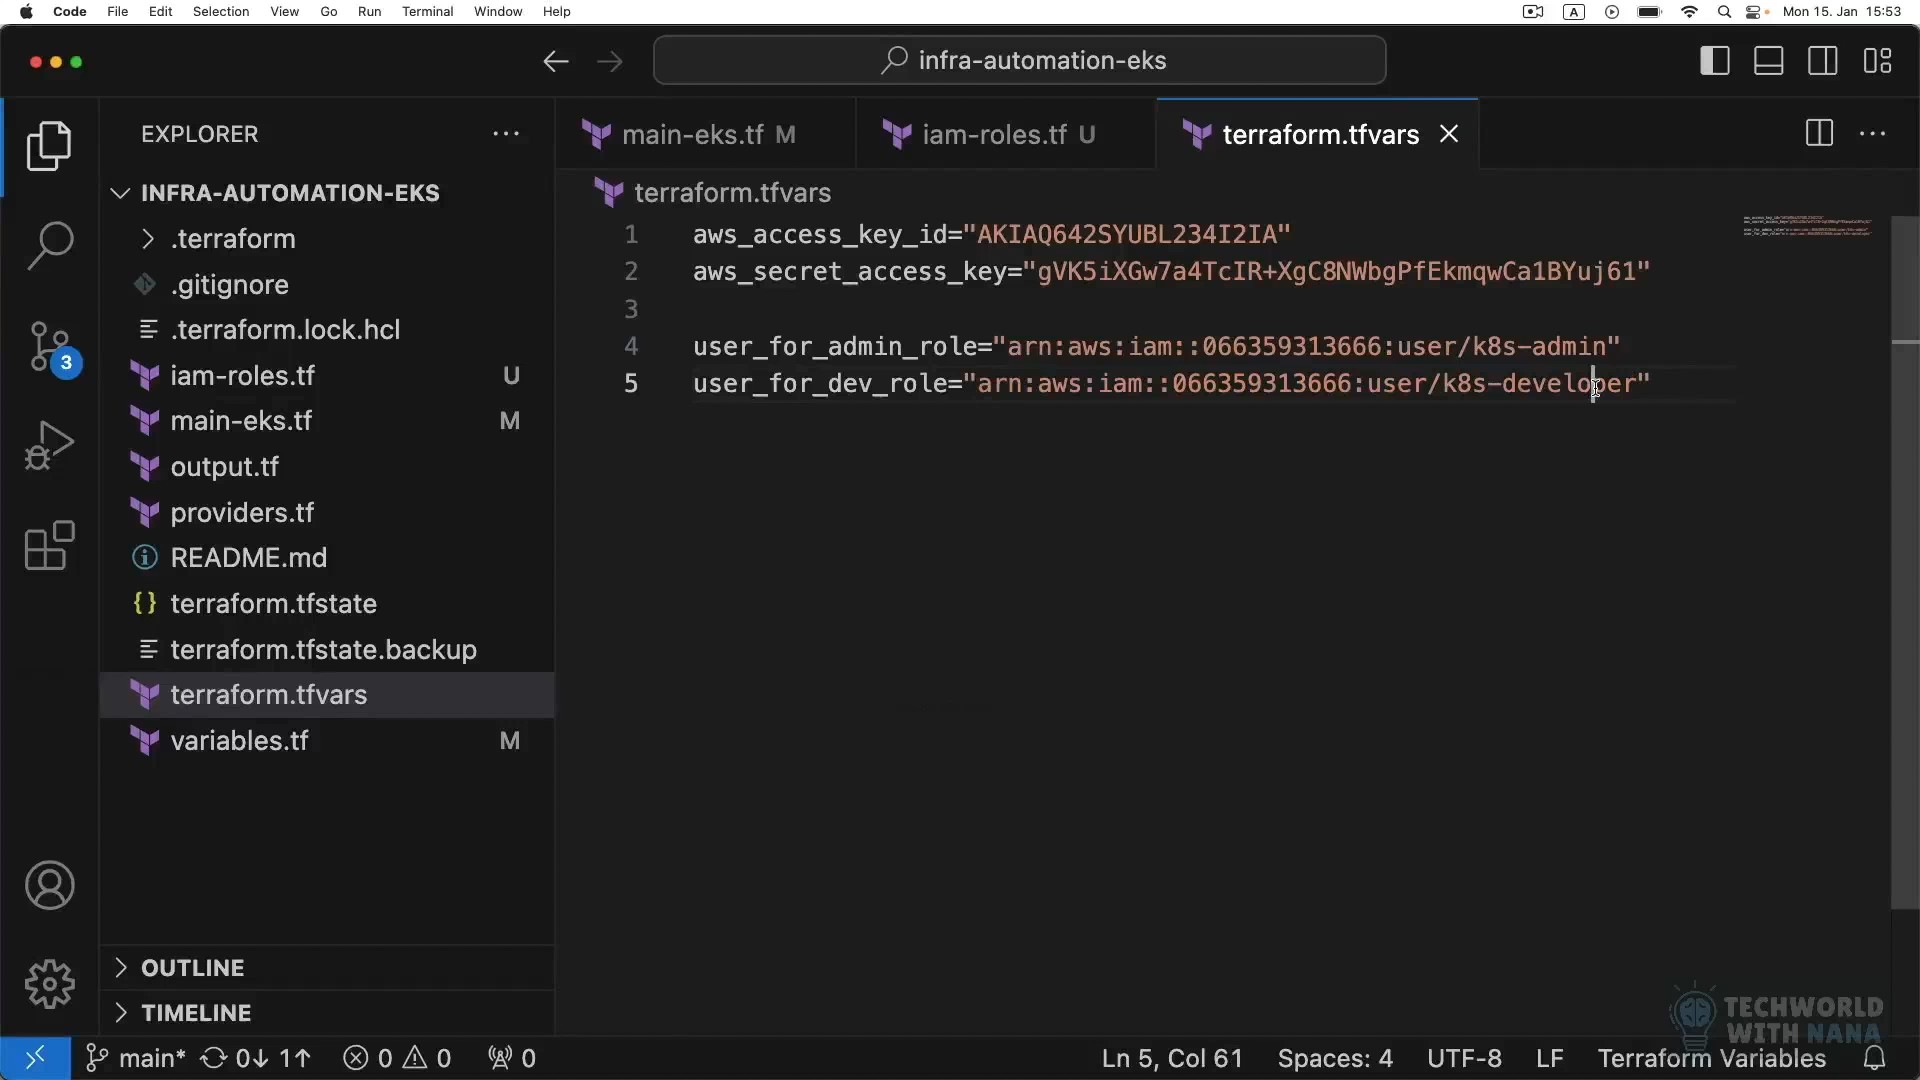 Code File Edit Selection View Go Run Terminal Window Help A Mon 15. Jan 15:53
infra-automation-eks
EXPLORER
INFRA-AUTOMATION-EKS
.terraform
.gitignore
.terraform.lock.hcl
iam-roles.tf U
main-eks.tf M
output.tf
providers.tf
README.md
terraform.tfstate
terraform.tfstate.backup
terraform.tfvars
variables.tf M
OUTLINE
TIMELINE
3
main-eks.tf M iam-roles.tf U terraform.tfvars
terraform.tfvars
1 aws_access_key_id="AKIAQ642SYUBL234I2IA"
2 aws_secret_access_key="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"
3
4 user_for_admin_role="arn:aws:iam::066359313666:user/k8s-admin"
5 user_for_dev_role="arn:aws:iam::066359313666:user/k8s-developer"
TECHWORLD
WITH NANA
main* 0↓ 1↑ 0 0 0 Ln 5, Col 61 Spaces: 4 UTF-8 LF Terraform Variables